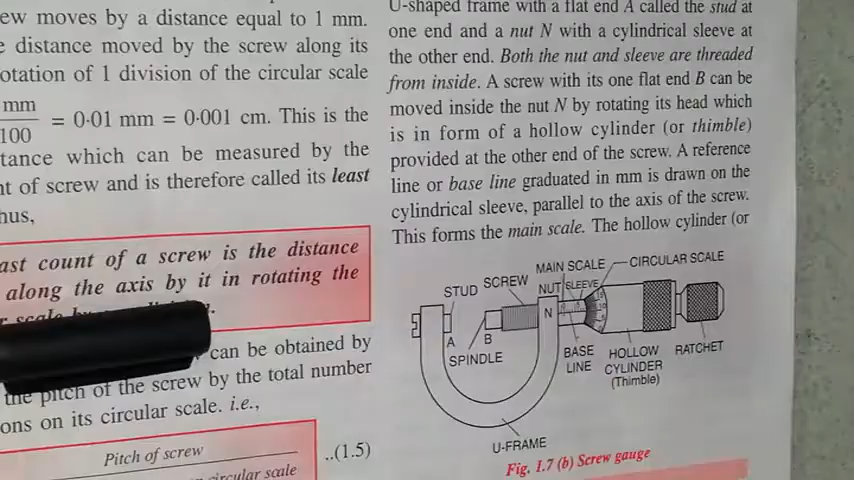 ew moves by a distance equal to 1 mm.
e distance moved by the screw along its
otation of 1 division of the circular scale
mm
100
= 0·01 mm = 0·001 cm. This is the
tance which can be measured by the
nt of screw and is therefore called its least
hus,
ast count of a screw is the distance
along the axis by it in rotating the
can be obtained by
the pitch of the screw by the total number
ons on its circular scale. i.e.,
Pitch of screw
circular scale
..(1.5)
U-shaped frame with a flat end A called the stud at
one end and a nut N with a cylindrical sleeve at
the other end. Both the nut and sleeve are threaded
from inside. A screw with its one flat end B can be
moved inside the nut N by rotating its head which
is in form of a hollow cylinder (or thimble)
provided at the other end of the screw. A reference
line or base line graduated in mm is drawn on the
cylindrical sleeve, parallel to the axis of the screw.
This forms the main scale. The hollow cylinder (or
MAIN SCALE
CIRCULAR SCALE
STUD
SCREW
NUT
SLEEVE
N
A
B
SPINDLE
BASE
LINE
HOLLOW
CYLINDER
(Thimble)
RATCHET
U-FRAME
Fig. 1.7 (b) Screw gauge